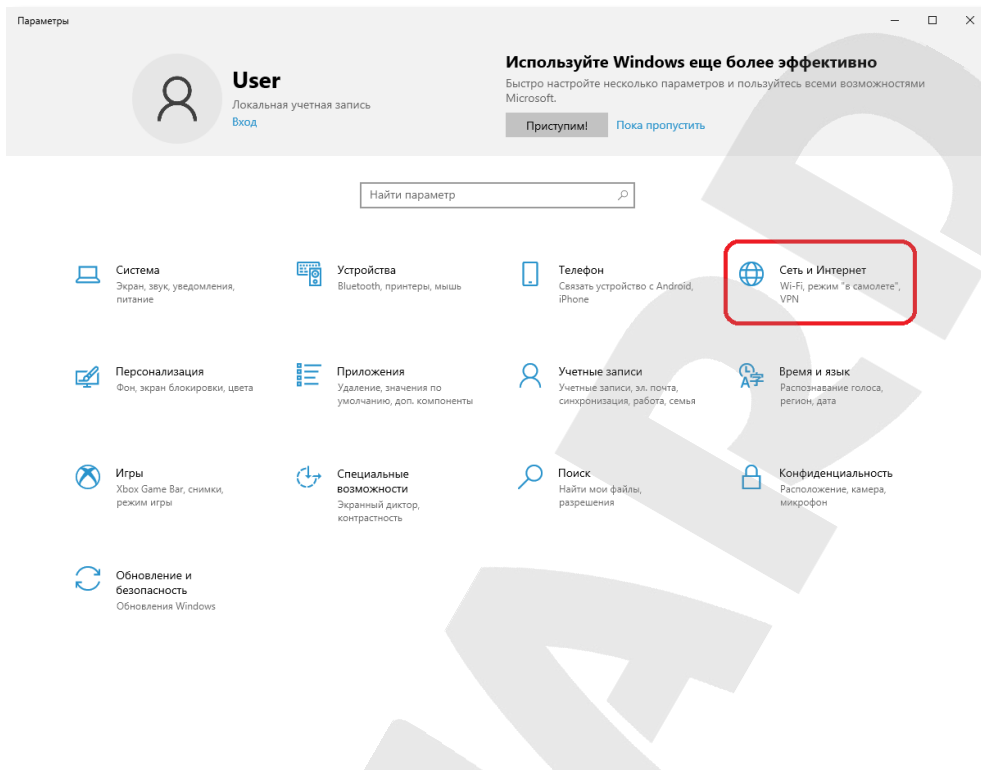 Параметры
User
Локальная учетная запись
Вход
Используйте Windows еще более эффективно
Быстро настройте несколько параметров и пользуйтесь всеми возможностями
Microsoft.
Приступим!
Пока пропустить
Найти параметр
Система
Экран, звук, уведомления,
питание
Устройства
Bluetooth, принтеры, мышь
Телефон
Связать устройство с Android,
iPhone
Сеть и Интернет
Wi-Fi, режим "в самолете",
VPN
Персонализация
Фон, экран блокировки, цвета
Приложения
Удаление, значения по
умолчанию, доп. компоненты
Учетные записи
Учетные записи, эл. почта,
синхронизация, работа, семья
Время и язык
Распознавание голоса,
регион, дата
Игры
Xbox Game Bar, снимки,
режим игры
Специальные
возможности
Экранный диктор,
контрастность
Поиск
Найти мои файлы,
разрешения
Конфиденциальность
Расположение, камера,
микрофон
Обновление и
безопасность
Обновления Windows